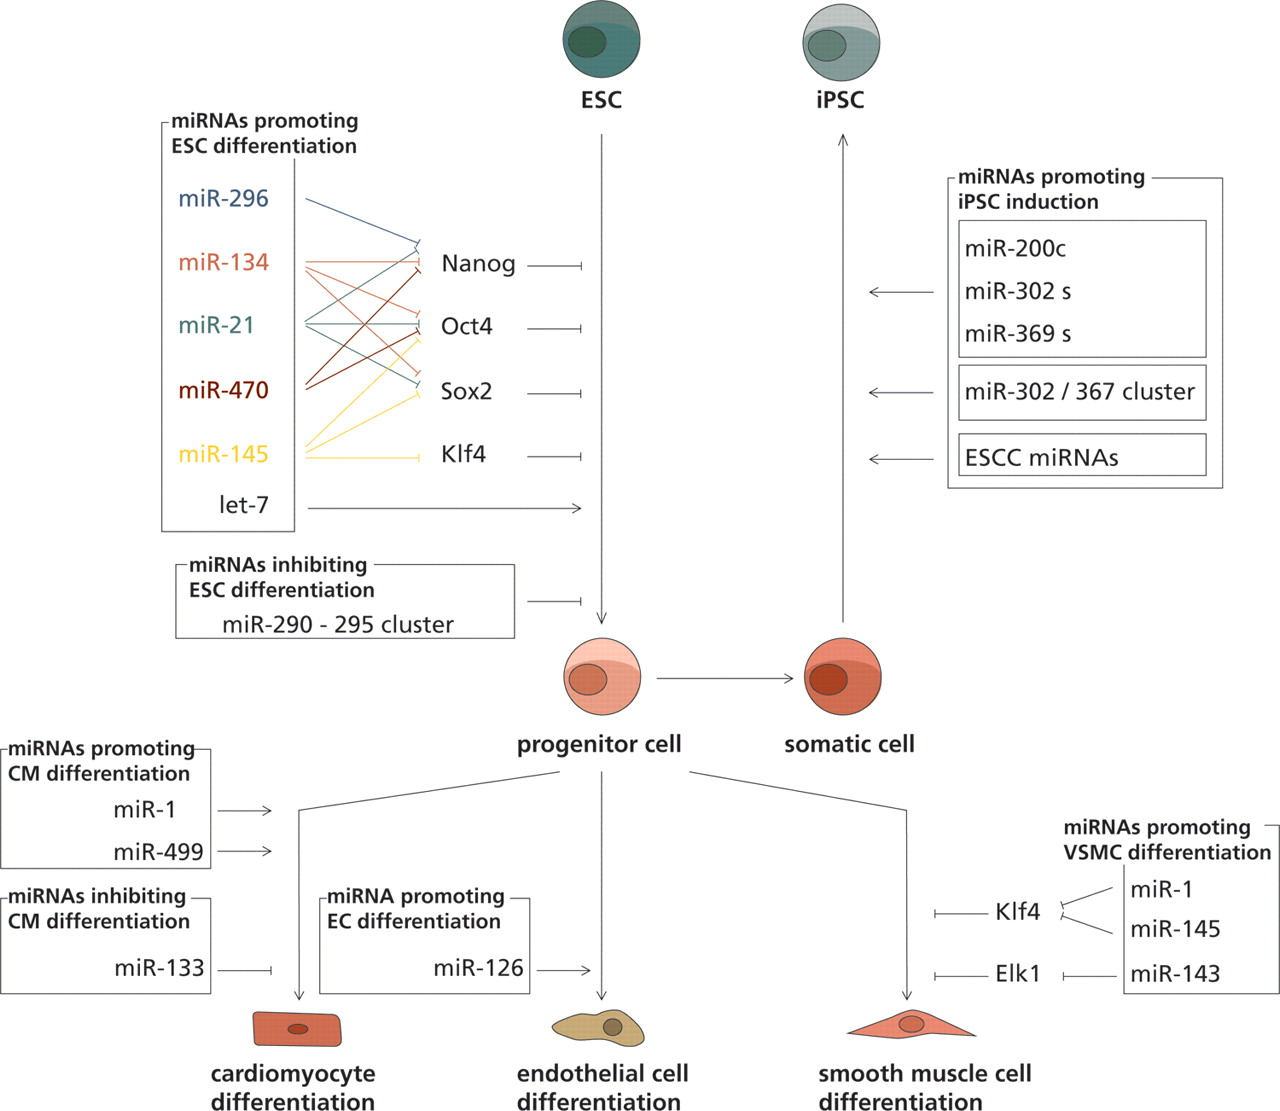 ESC
iPSC
miRNAs promoting
ESC differentiation
miR-296
miR-134
miR-21
miR-470
miR-145
let-7
Nanog
Oct4
Sox2
Klf4
miRNAs promoting
iPSC induction
miR-200c
miR-302 s
miR-369 s
miR-302 / 367 cluster
ESCC miRNAs
miRNAs inhibiting
ESC differentiation
miR-290 - 295 cluster
progenitor cell
somatic cell
miRNAs promoting
CM differentiation
miR-1
miR-499
miRNAs inhibiting
CM differentiation
miR-133
miRNA promoting
EC differentiation
miR-126
miRNAs promoting
VSMC differentiation
miR-1
miR-145
miR-143
Klf4
Elk1
cardiomyocyte
differentiation
endothelial cell
differentiation
smooth muscle cell
differentiation